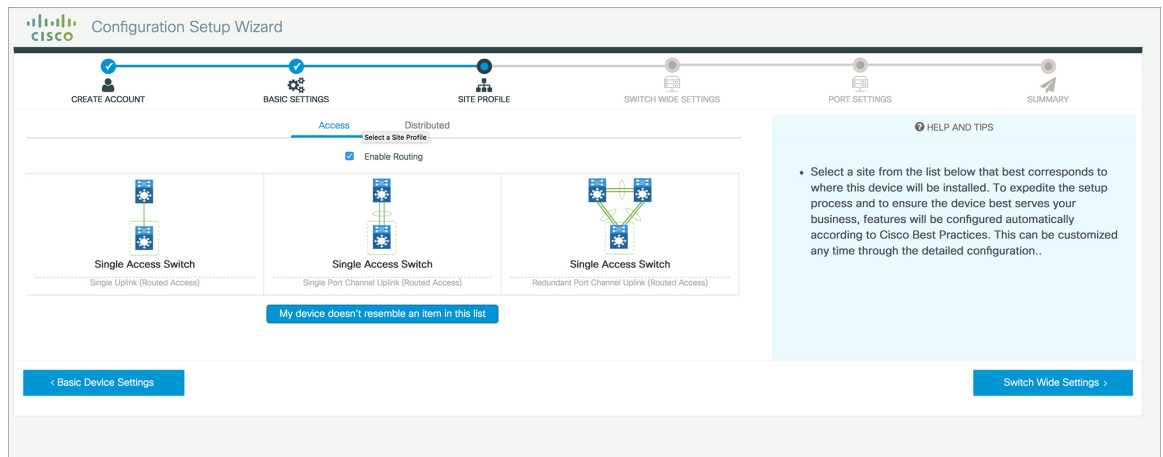 CISCO
Configuration Setup Wizard
CREATE ACCOUNT
BASIC SETTINGS
SITE PROFILE
SWITCH WIDE SETTINGS
PORT SETTINGS
SUMMARY
Access
Distributed
Select a Site Profile
Enable Routing
Single Access Switch
Single Uplink (Routed Access)
Single Access Switch
Single Port Channel Uplink (Routed Access)
Single Access Switch
Redundant Port Channel Uplink (Routed Access)
My device doesn't resemble an item in this list
HELP AND TIPS
• Select a site from the list below that best corresponds to
where this device will be installed. To expedite the setup
process and to ensure the device best serves your
business, features will be configured automatically
according to Cisco Best Practices. This can be customized
any time through the detailed configuration..
‹ Basic Device Settings
Switch Wide Settings ›